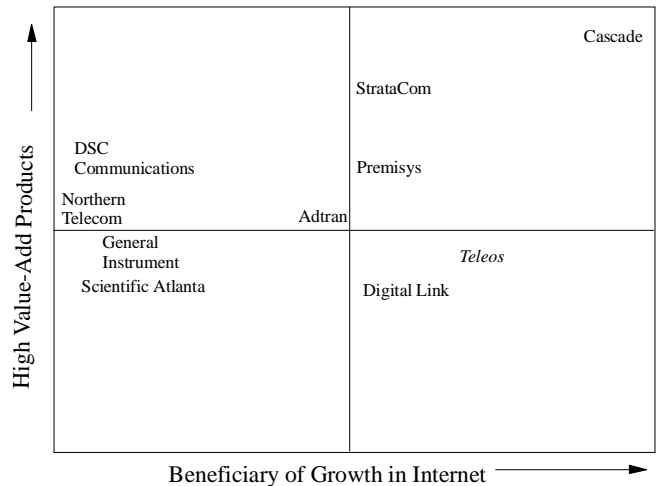 Cascade
StrataCom
DSC
Communications
Premisys
Northern
Telecom
Adtran
General
Instrument
Teleos
Scientific Atlanta
Digital Link
High Value-Add Products
Beneficiary of Growth in Internet